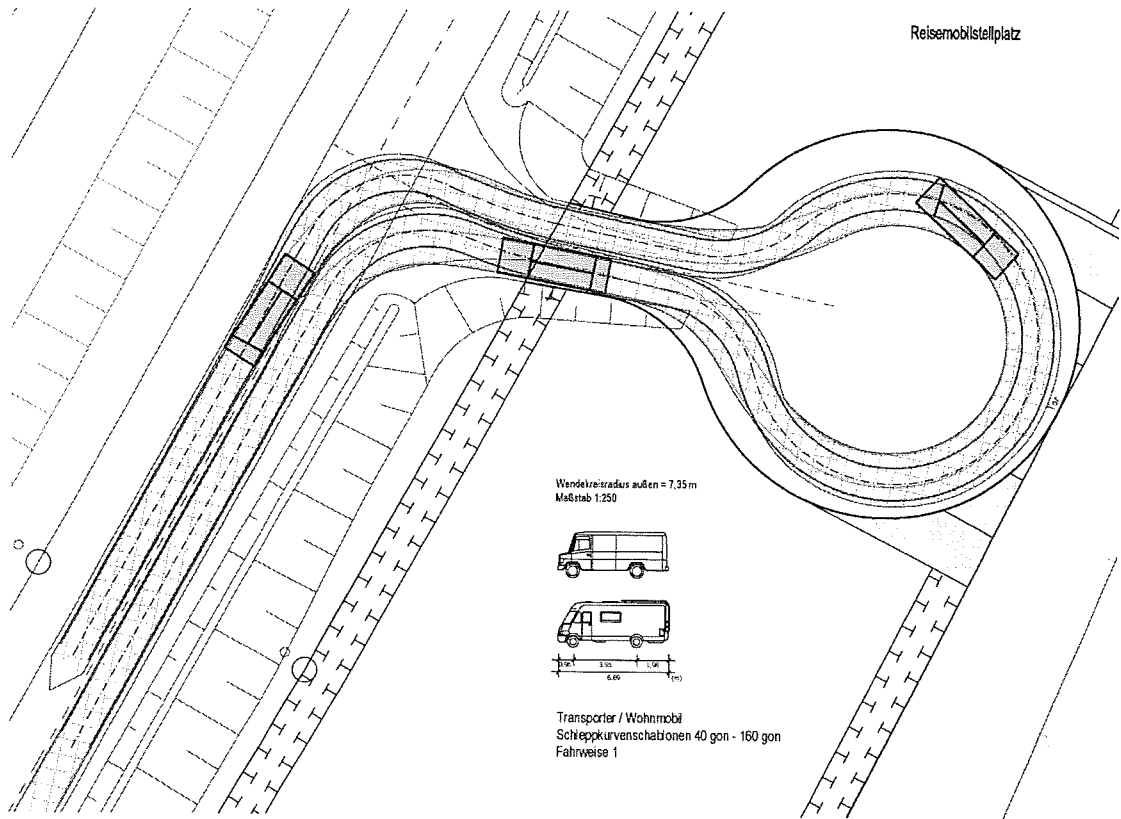 Reisemobilstellplatz
Wendekreisradius außen = 7,35 m
Maßstab 1:250
6.89
(m)
Transporter / Wohnmobil
Schleppkurvenschablonen 40 gon - 160 gon
Fahrweise 1